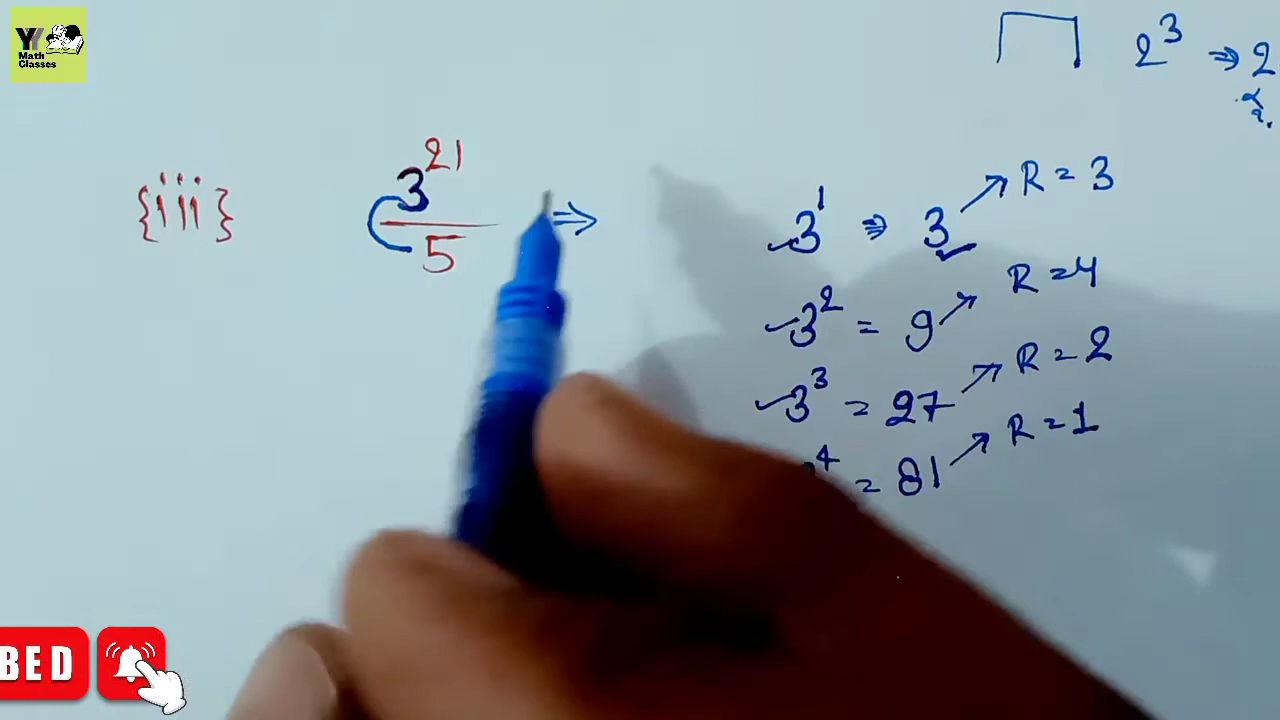 YY
Math
Classes
2^3 ⇒ 2
{iii} 3^21 / 5 ⇒
3^1 ⇒ 3 → R = 3
3^2 = 9 → R = 4
3^3 = 27 → R = 2
^4 = 81 → R = 1
BED